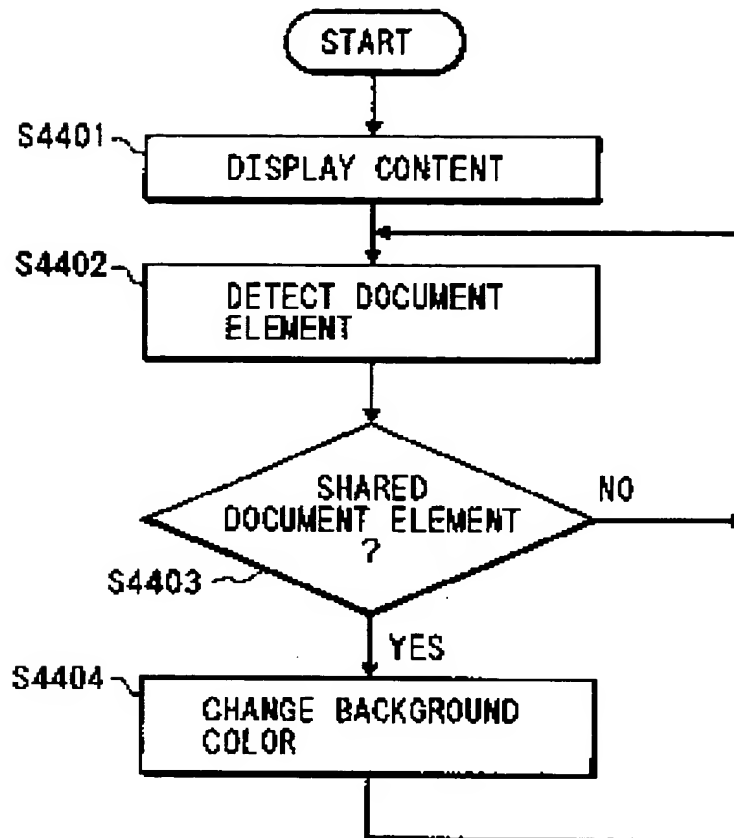 START
S4401
DISPLAY CONTENT
S4402
DETECT DOCUMENT
ELEMENT
SHARED
DOCUMENT ELEMENT
?
NO
S4403
YES
S4404
CHANGE BACKGROUND
COLOR